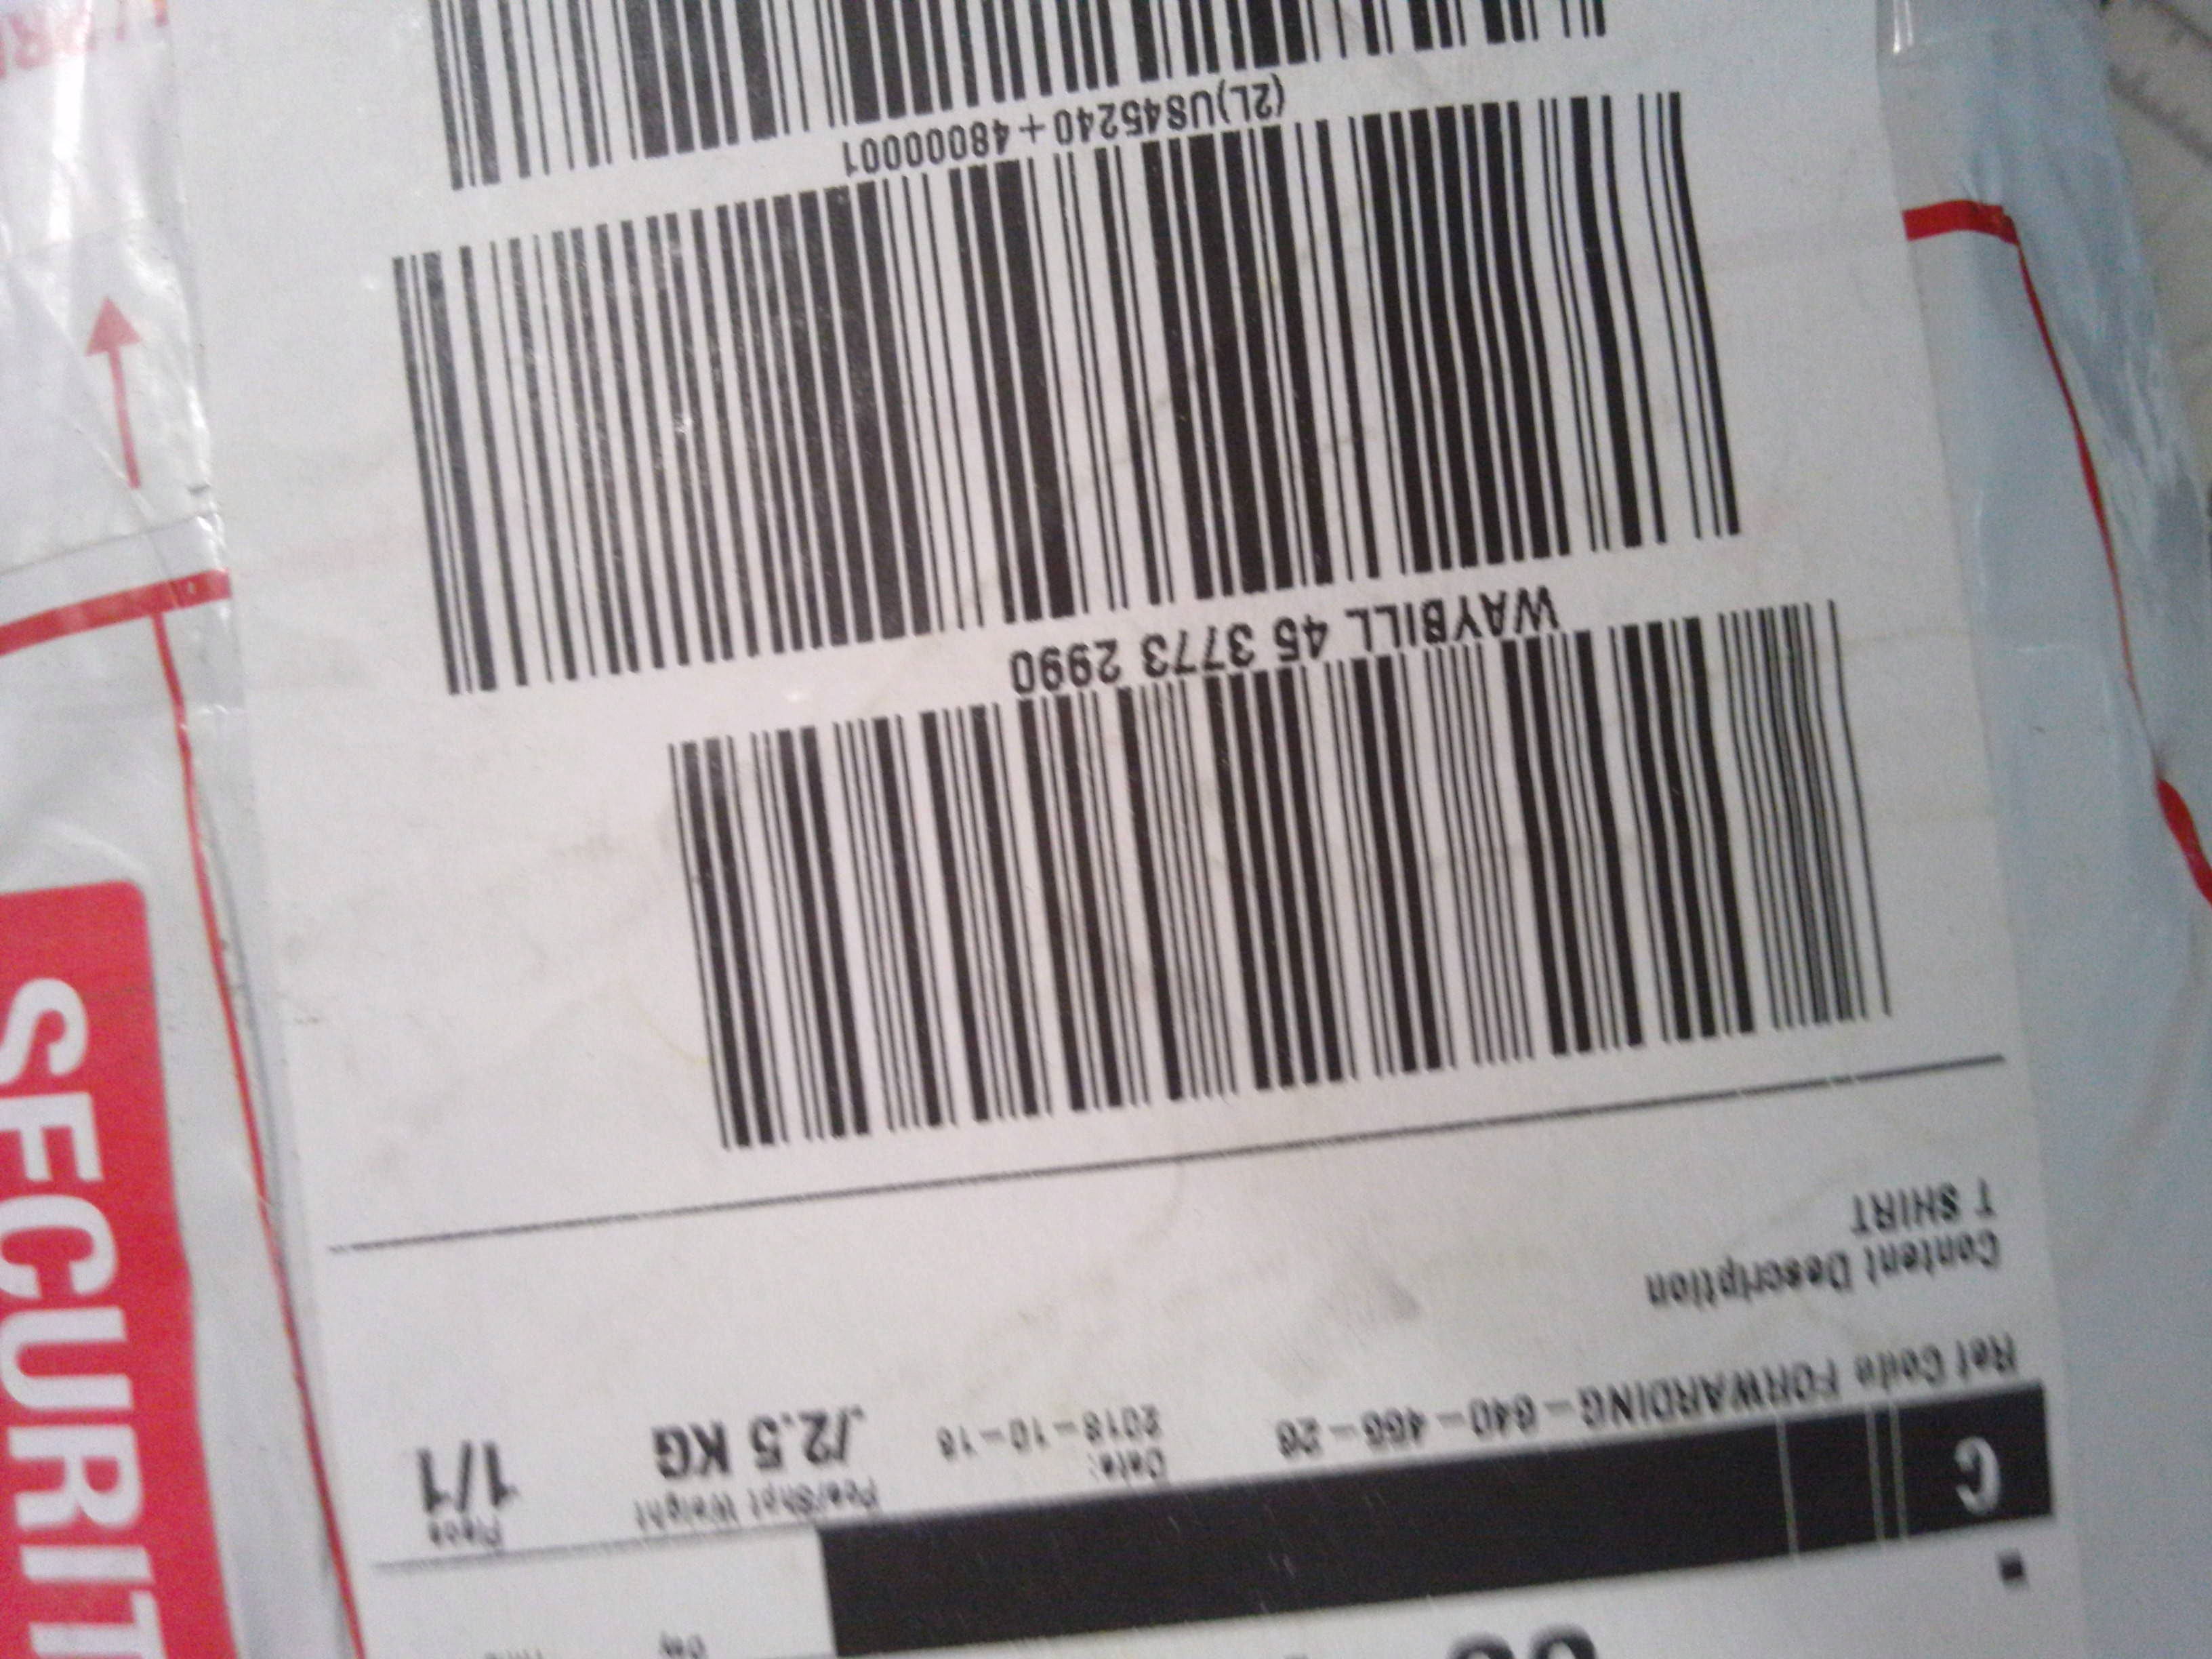 C
Ref Code FORWARDING-640-466-26
Date:
2018-10-16
Pce/Shpt Weight
/2.5 KG
Piece
1/1
Content Description
T SHIRT
WAYBILL 45 3773 2990
(2L)US45240+48000001
SECURIT